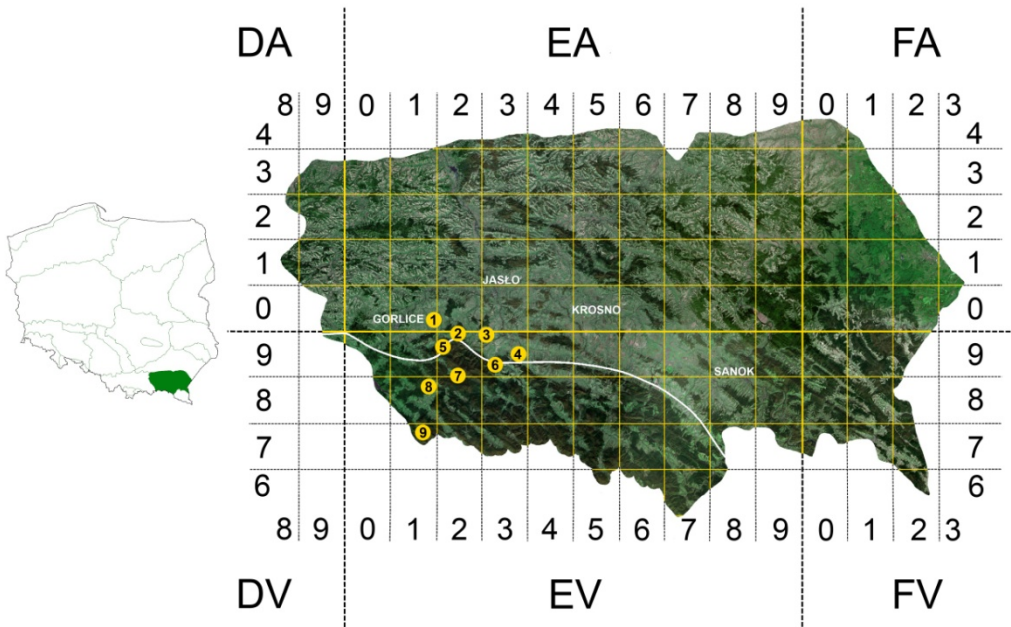 DA EA FA
8 9 0 1 2 3 4 5 6 7 8 9 0 1 2 3
4 4
3 3
2 2
1 1
JASŁO
0 0
GORLICE 1 KROSNO
2 3
5 4
9 9
6
SANOK
7
8 8 8
9
7 7
6 6
8 9 0 1 2 3 4 5 6 7 8 9 0 1 2 3
DV EV FV